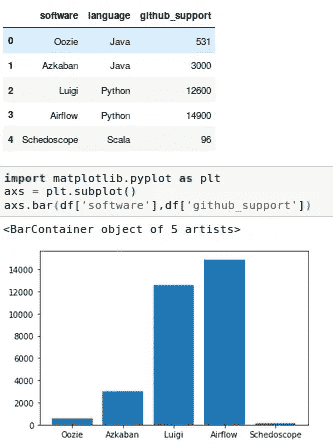 software language github_support
0 Oozie Java 531
1 Azkaban Java 3000
2 Luigi Python 12600
3 Airflow Python 14900
4 Schedoscope Scala 96
import matplotlib.pyplot as plt
axs = plt.subplot()
axs.bar(df['software'],df['github_support'])
<BarContainer object of 5 artists>
14000
12000
10000
8000
6000
4000
2000
0
Oozie Azkaban Luigi Airflow Schedoscope